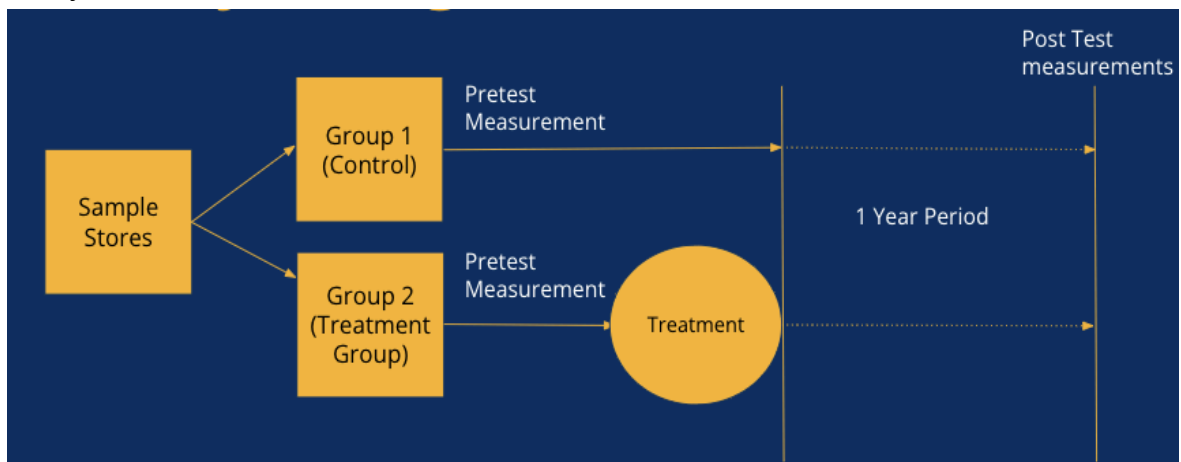 Post Test
measurements
Pretest
Measurement
Group 1
(Control)
Sample
Stores
1 Year Period
Pretest
Measurement
Group 2
(Treatment
Group)
Treatment